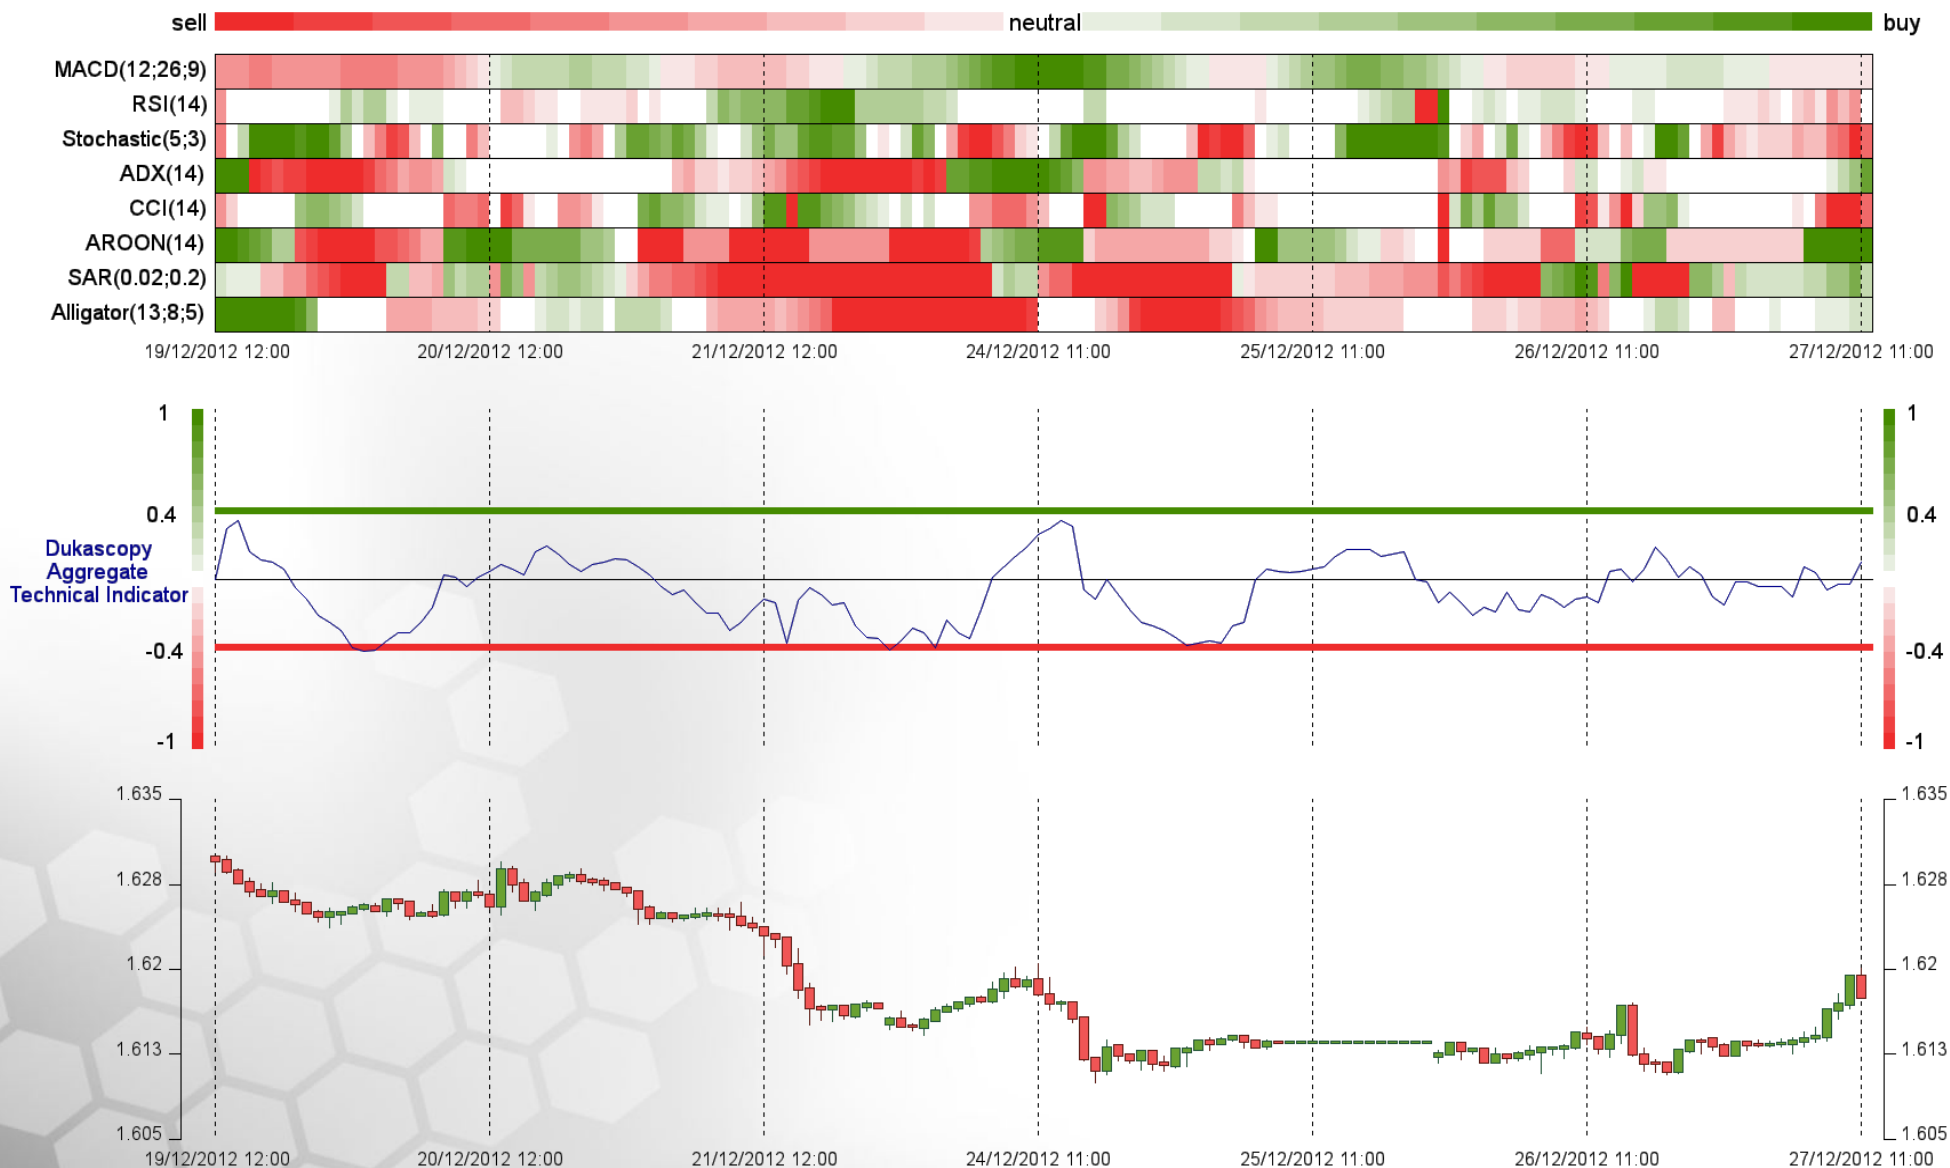 sell neutral buy
MACD(12;26;9)
RSI(14)
Stochastic(5;3)
ADX(14)
CCI(14)
AROON(14)
SAR(0.02;0.2)
Alligator(13;8;5)
19/12/2012 12:00 20/12/2012 12:00 21/12/2012 12:00 24/12/2012 11:00 25/12/2012 11:00 26/12/2012 11:00 27/12/2012 11:00
1 1
0.4 0.4
Dukascopy
Aggregate
Technical Indicator
-0.4 -0.4
-1 -1
1.635 1.635
1.628 1.628
1.62 1.62
1.613 1.613
1.605 1.605
19/12/2012 12:00 20/12/2012 12:00 21/12/2012 12:00 24/12/2012 11:00 25/12/2012 11:00 26/12/2012 11:00 27/12/2012 11:00